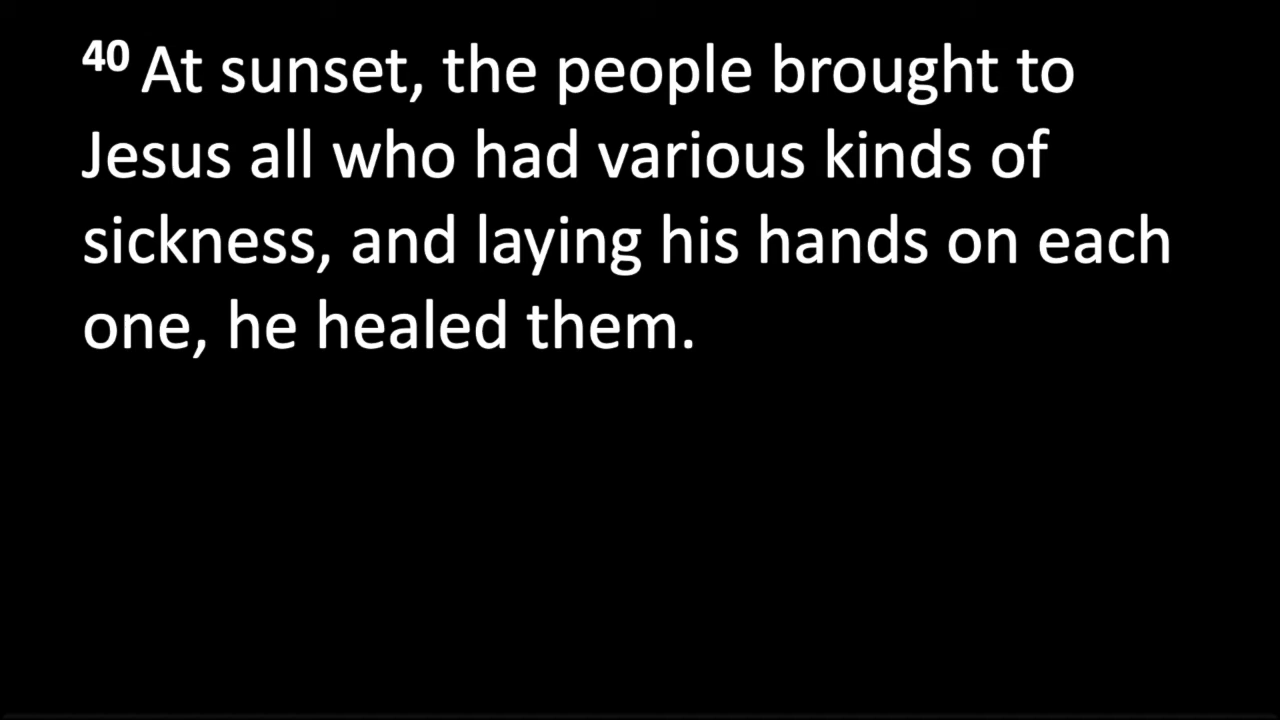 40 At sunset, the people brought to
Jesus all who had various kinds of
sickness, and laying his hands on each
one, he healed them.